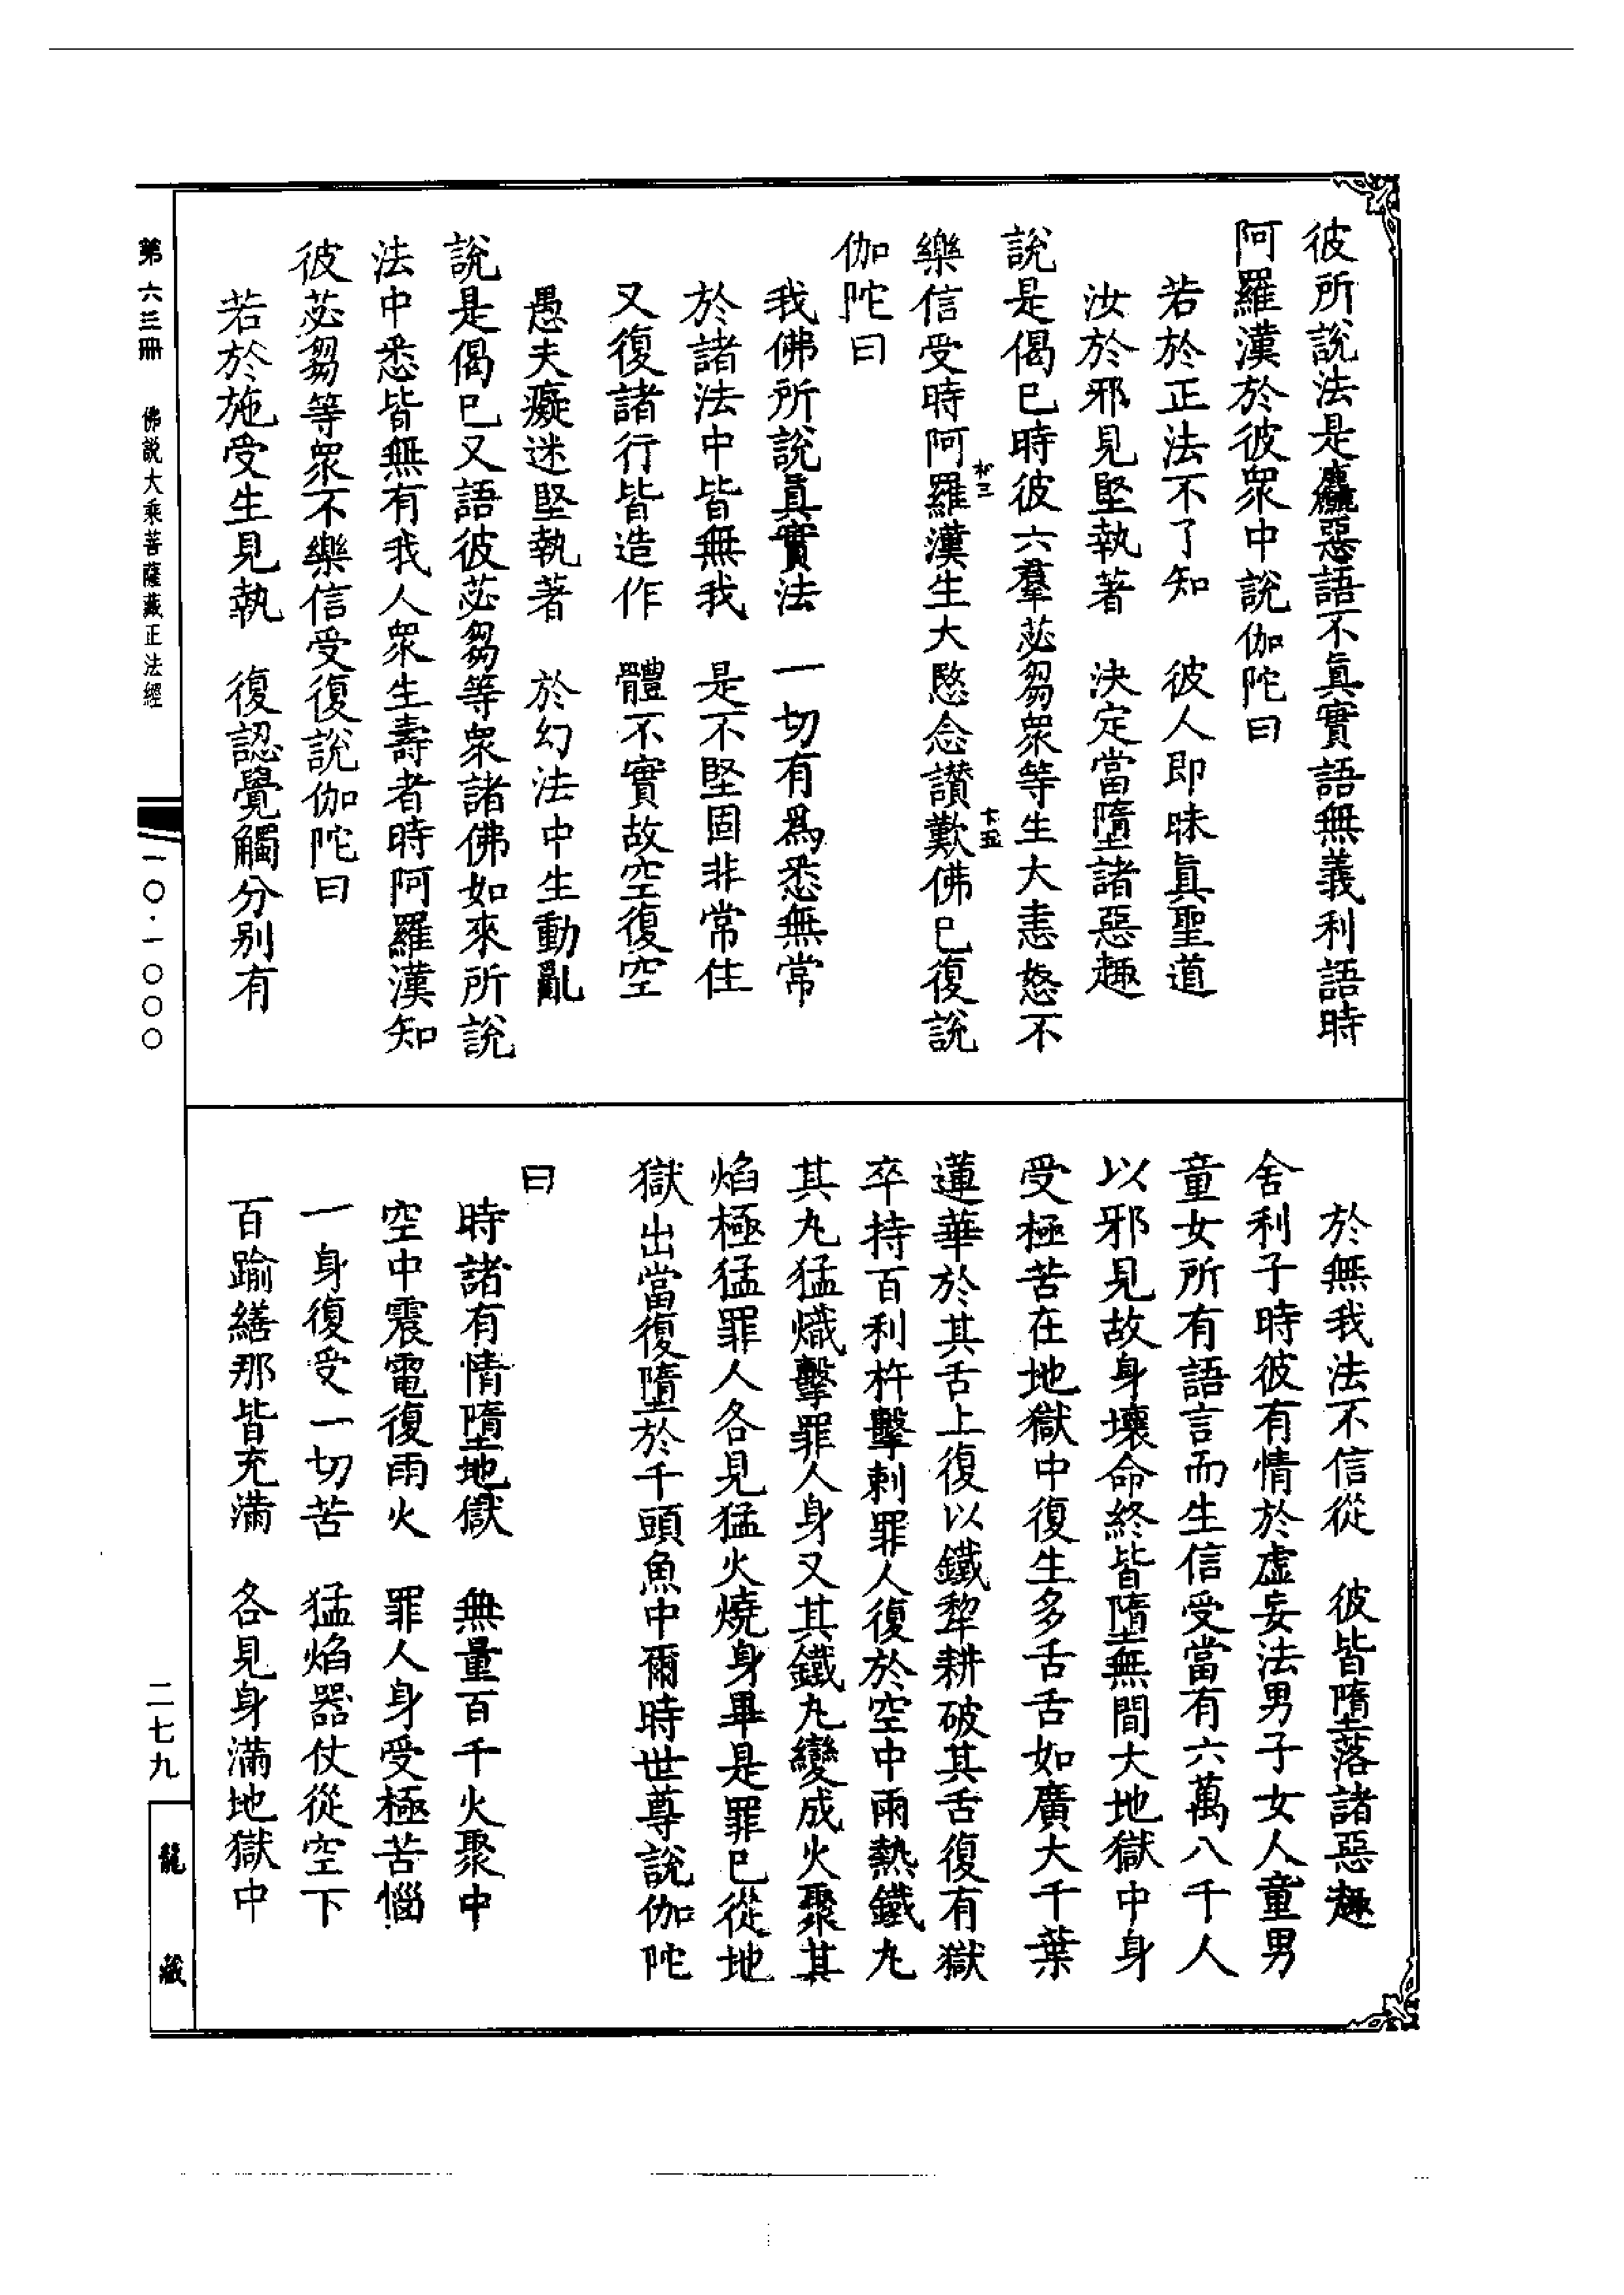 彼所說法是麤惡語不眞實語無義利語時
阿羅漢於彼衆中說伽陀曰
若於正法不了知　彼人即昧眞聖道
汝於邪見堅執著　決定當墮諸惡趣
說是偈已時彼六羣苾芻衆等生大恚怒不
樂信受時阿羅漢生大愍念讃歎佛已復說
伽陀曰
我佛所說眞實法　一切有爲悉無常
於諸法中皆無我　是不堅固非常住
又復諸行皆造作　體不實故空復空
愚夫癡迷堅執著　於幻法中生動亂
說是偈已又語彼苾芻等衆諸佛如來所說
法中悉皆無有我人衆生壽者時阿羅漢知
彼苾芻等衆不樂信受復說伽陀曰
若於施受生見執　復認覺觸分别有
於無我法不信從　彼皆墮落諸惡趣
舍利子時彼有情於虛妄法男子女人童男
童女所有語言而生信受當有六萬八千人
以邪見故身壞命終皆墮無間大地獄中身
受極苦在地獄中復生多舌舌如廣大千葉
蓮華於其舌上復以鐵犂耕破其舌復有獄
卒持百利杵擊刺罪人復於空中雨熱鐵丸
其丸猛熾擊罪人身又其鐵丸變成火聚其
焰極猛罪人各見猛火燒身畢是罪已從地
獄出當復墮於千頭魚中爾時世尊說伽陀
曰
時諸有情墮地獄　無量百千火聚中
空中震電復雨火　罪人身受極苦惱
一身復受一切苦　猛焰器仗從空下
百踰繕那皆充滿　各見身滿地獄中
第六三冊　佛說大乘菩薩藏正法經
一〇·一〇〇〇
二七九
龍藏